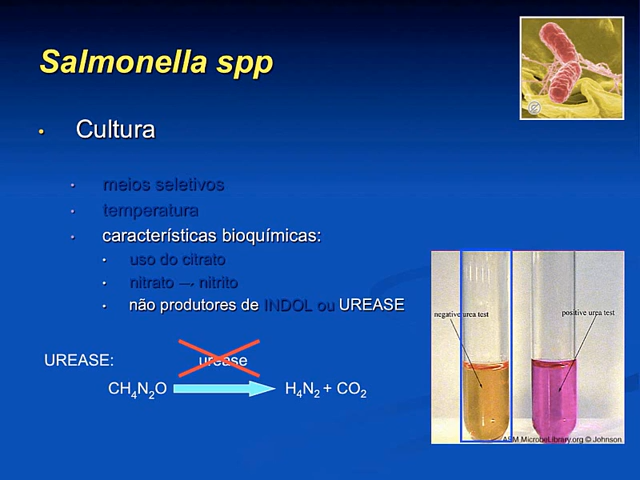 Salmonella spp
• Cultura
• meios seletivos
• temperatura
• características bioquímicas:
• uso do citrato
• nitrato → nitrito
• não produtores de INDOL ou UREASE
negative urea test
positive urea test
UREASE: urease
CH₄N₂O H₄N₂ + CO₂
ASM MicrobeLibrary.org © Johnson